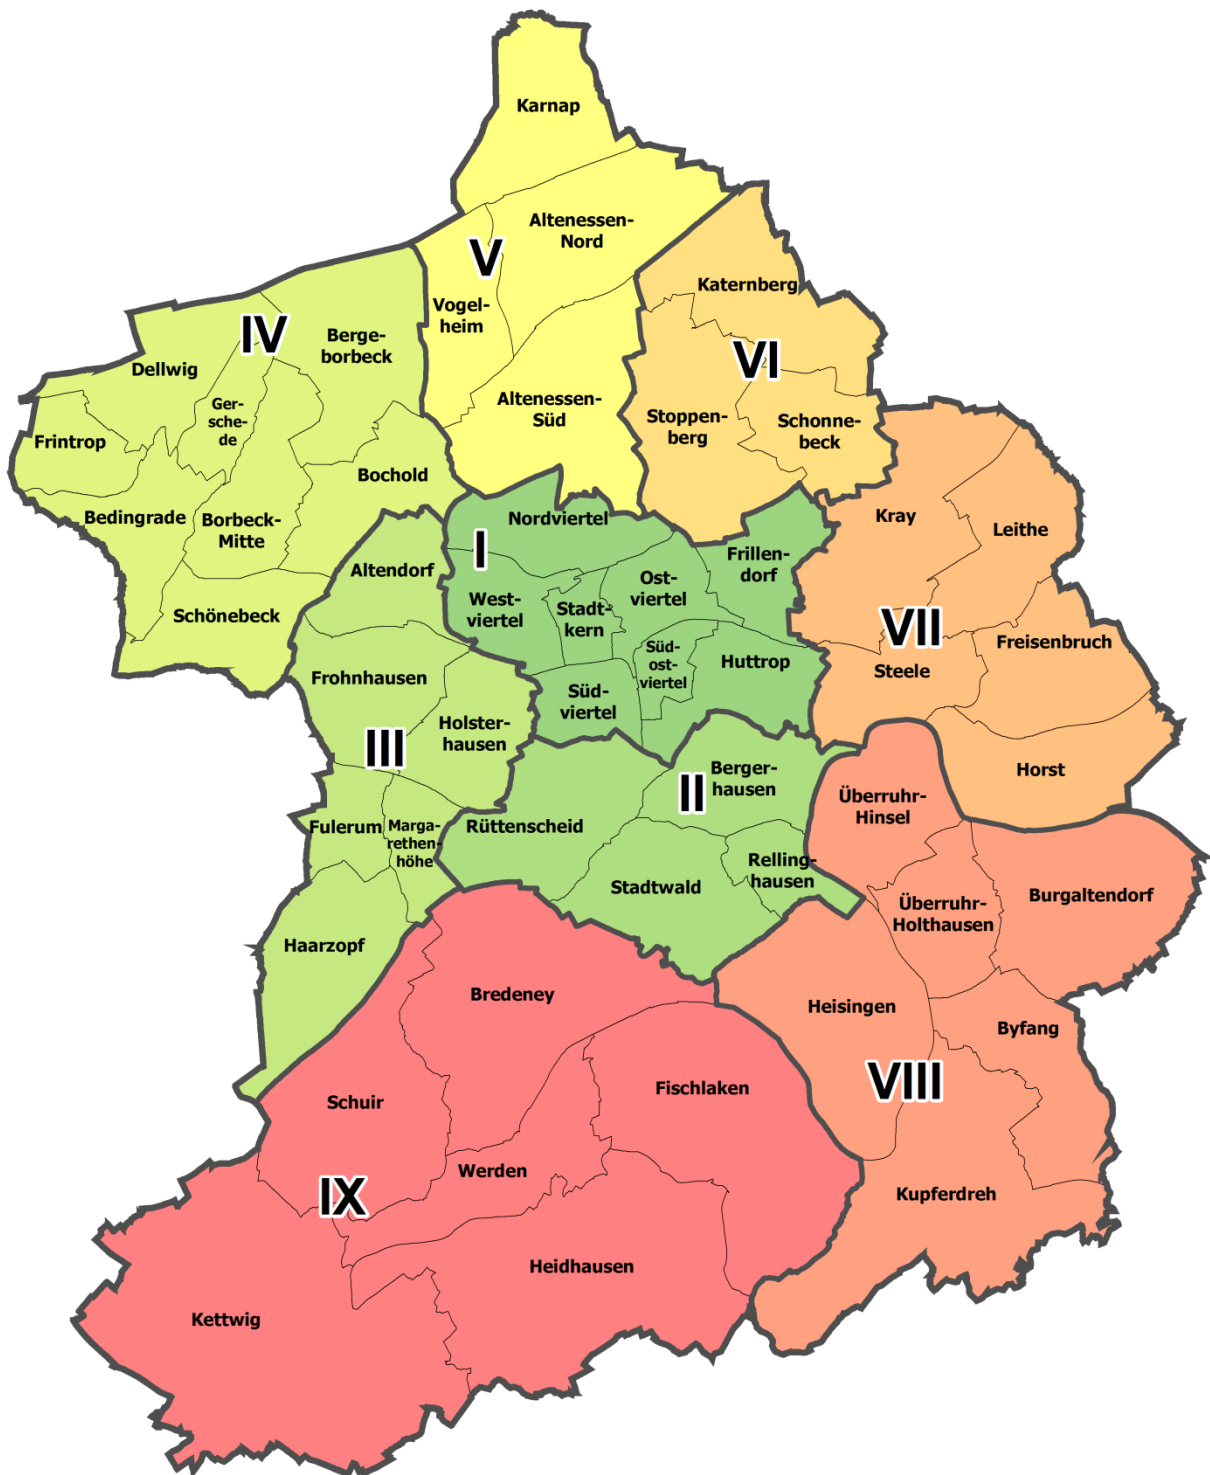 Karnap
Altenessen-
Nord
V
Vogel-
heim
Altenessen-
Süd
IV
Berge-
borbeck
Dellwig
Ger-
sche-
de
Frintrop
Bochold
Bedingrade
Borbeck-
Mitte
Schönebeck
Katernberg
VI
Stoppen-
berg
Schonne-
beck
Nordviertel
I
West-
viertel
Stadt-
kern
Ost-
viertel
Frillen-
dorf
Süd-
ost-
viertel
Huttrop
Süd-
viertel
Kray
Leithe
VII
Freisenbruch
Steele
Horst
Altendorf
Frohnhausen
Holster-
hausen
III
Fulerum
Marga-
rethen-
höhe
Haarzopf
Berger-
hausen
II
Rüttenscheid
Relling-
hausen
Stadtwald
Überruhr-
Hinsel
Überruhr-
Holthausen
Burgaltendorf
Heisingen
Byfang
VIII
Kupferdreh
Bredeney
Schuir
Fischlaken
Werden
IX
Heidhausen
Kettwig